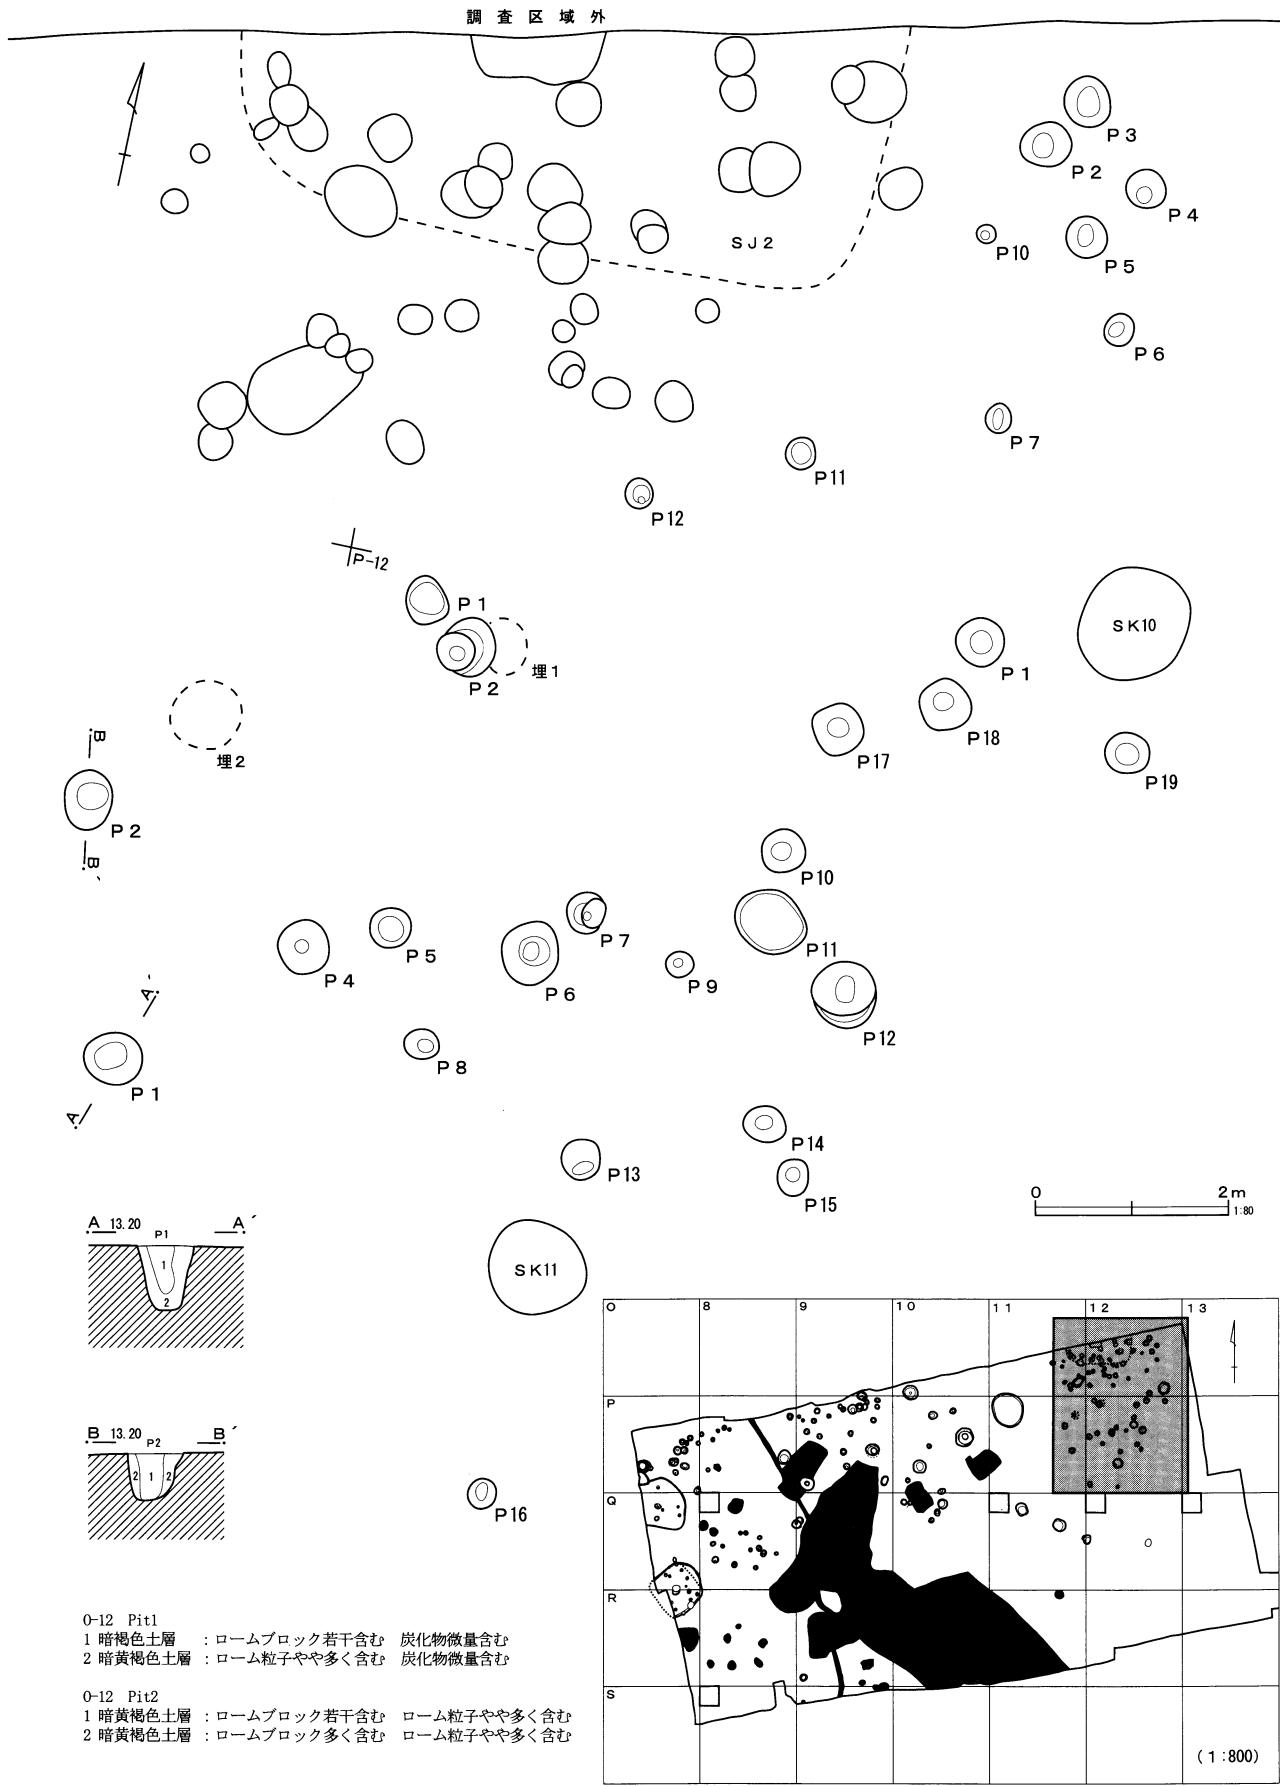 調査区域外
P3
P2
P4
SJ2
P10
P5
P6
P7
P11
P12
P-12
P1
P2
埋1
SK10
P1
P18
P17
P19
埋2
B
P2
B´
P10
P11
P7
P5
P4
P6
P9
P12
A´
P8
P1
A
P14
P13
P15
0 2m
1:80
A 13.20 A´
P1
1
2
SK11
B 13.20 B´
P2
2 1 2
P16
O 8 9 10 11 12 13
P
Q
R
S
(1:800)
O-12 Pit1
1 暗褐色土層 :ロームブロック若干含む 炭化物微量含む
2 暗黄褐色土層 :ローム粒子やや多く含む 炭化物微量含む
O-12 Pit2
1 暗黄褐色土層 :ロームブロック若干含む ローム粒子やや多く含む
2 暗黄褐色土層 :ロームブロック多く含む ローム粒子やや多く含む